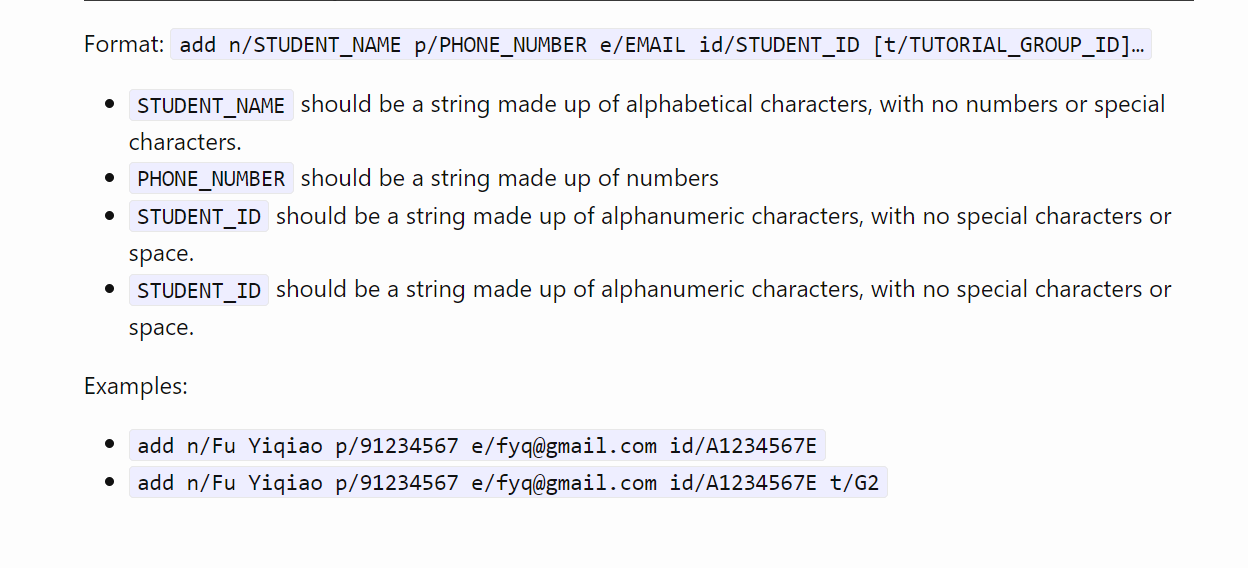 Format: add n/STUDENT_NAME p/PHONE_NUMBER e/EMAIL id/STUDENT_ID [t/TUTORIAL_GROUP_ID]…
• STUDENT_NAME should be a string made up of alphabetical characters, with no numbers or special
characters.
• PHONE_NUMBER should be a string made up of numbers
• STUDENT_ID should be a string made up of alphanumeric characters, with no special characters or
space.
• STUDENT_ID should be a string made up of alphanumeric characters, with no special characters or
space.
Examples:
• add n/Fu Yiqiao p/91234567 e/fyq@gmail.com id/A1234567E
• add n/Fu Yiqiao p/91234567 e/fyq@gmail.com id/A1234567E t/G2